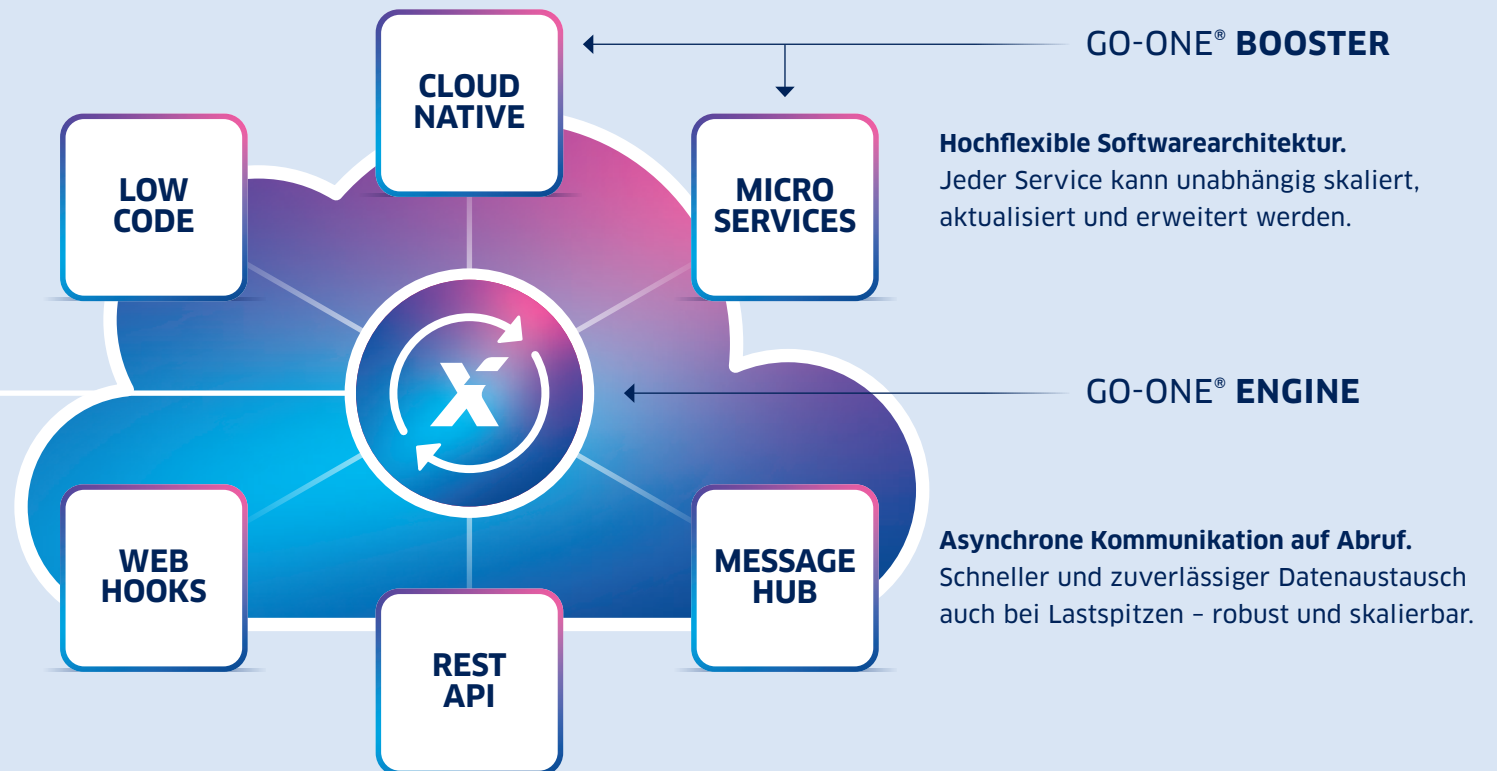 CLOUD
NATIVE
GO-ONE® BOOSTER
LOW
CODE
MICRO
SERVICES
Hochflexible Softwarearchitektur.
Jeder Service kann unabhängig skaliert,
aktualisiert und erweitert werden.
X
GO-ONE® ENGINE
WEB
HOOKS
MESSAGE
HUB
Asynchrone Kommunikation auf Abruf.
Schneller und zuverlässiger Datenaustausch
auch bei Lastspitzen – robust und skalierbar.
REST
API